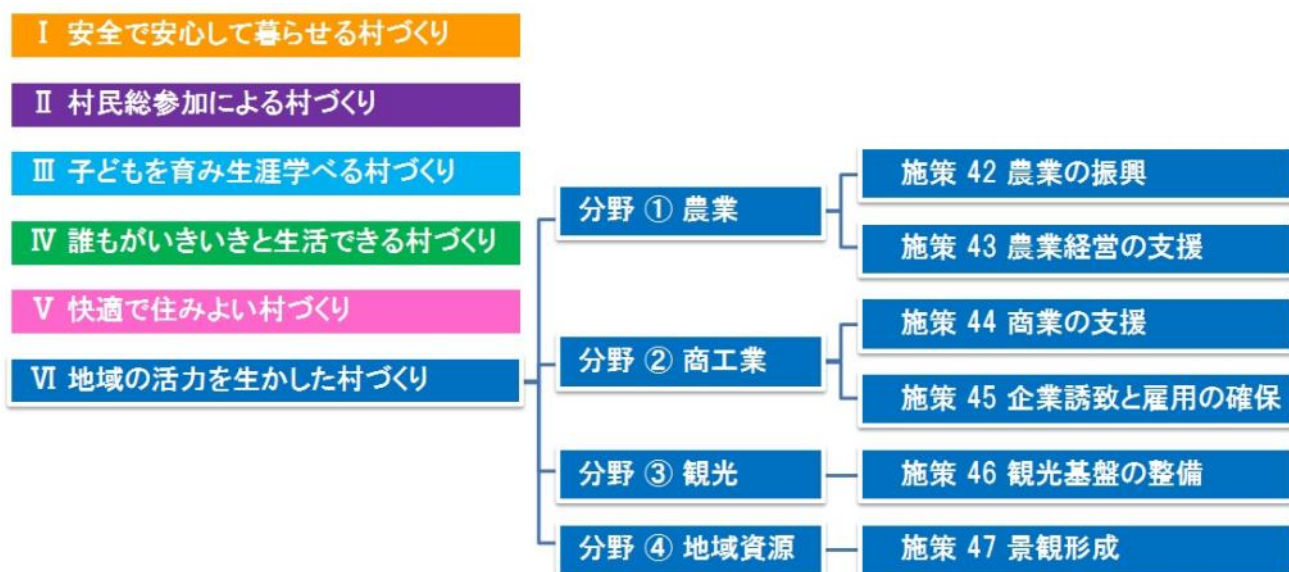 Ⅰ 安全で安心して暮らせる村づくり
Ⅱ 村民総参加による村づくり
Ⅲ 子どもを育み生涯学べる村づくり
Ⅳ 誰もがいきいきと生活できる村づくり
Ⅴ 快適で住みよい村づくり
Ⅵ 地域の活力を生かした村づくり
分野 ① 農業
施策 42 農業の振興
施策 43 農業経営の支援
分野 ② 商工業
施策 44 商業の支援
施策 45 企業誘致と雇用の確保
分野 ③ 観光
施策 46 観光基盤の整備
分野 ④ 地域資源
施策 47 景観形成